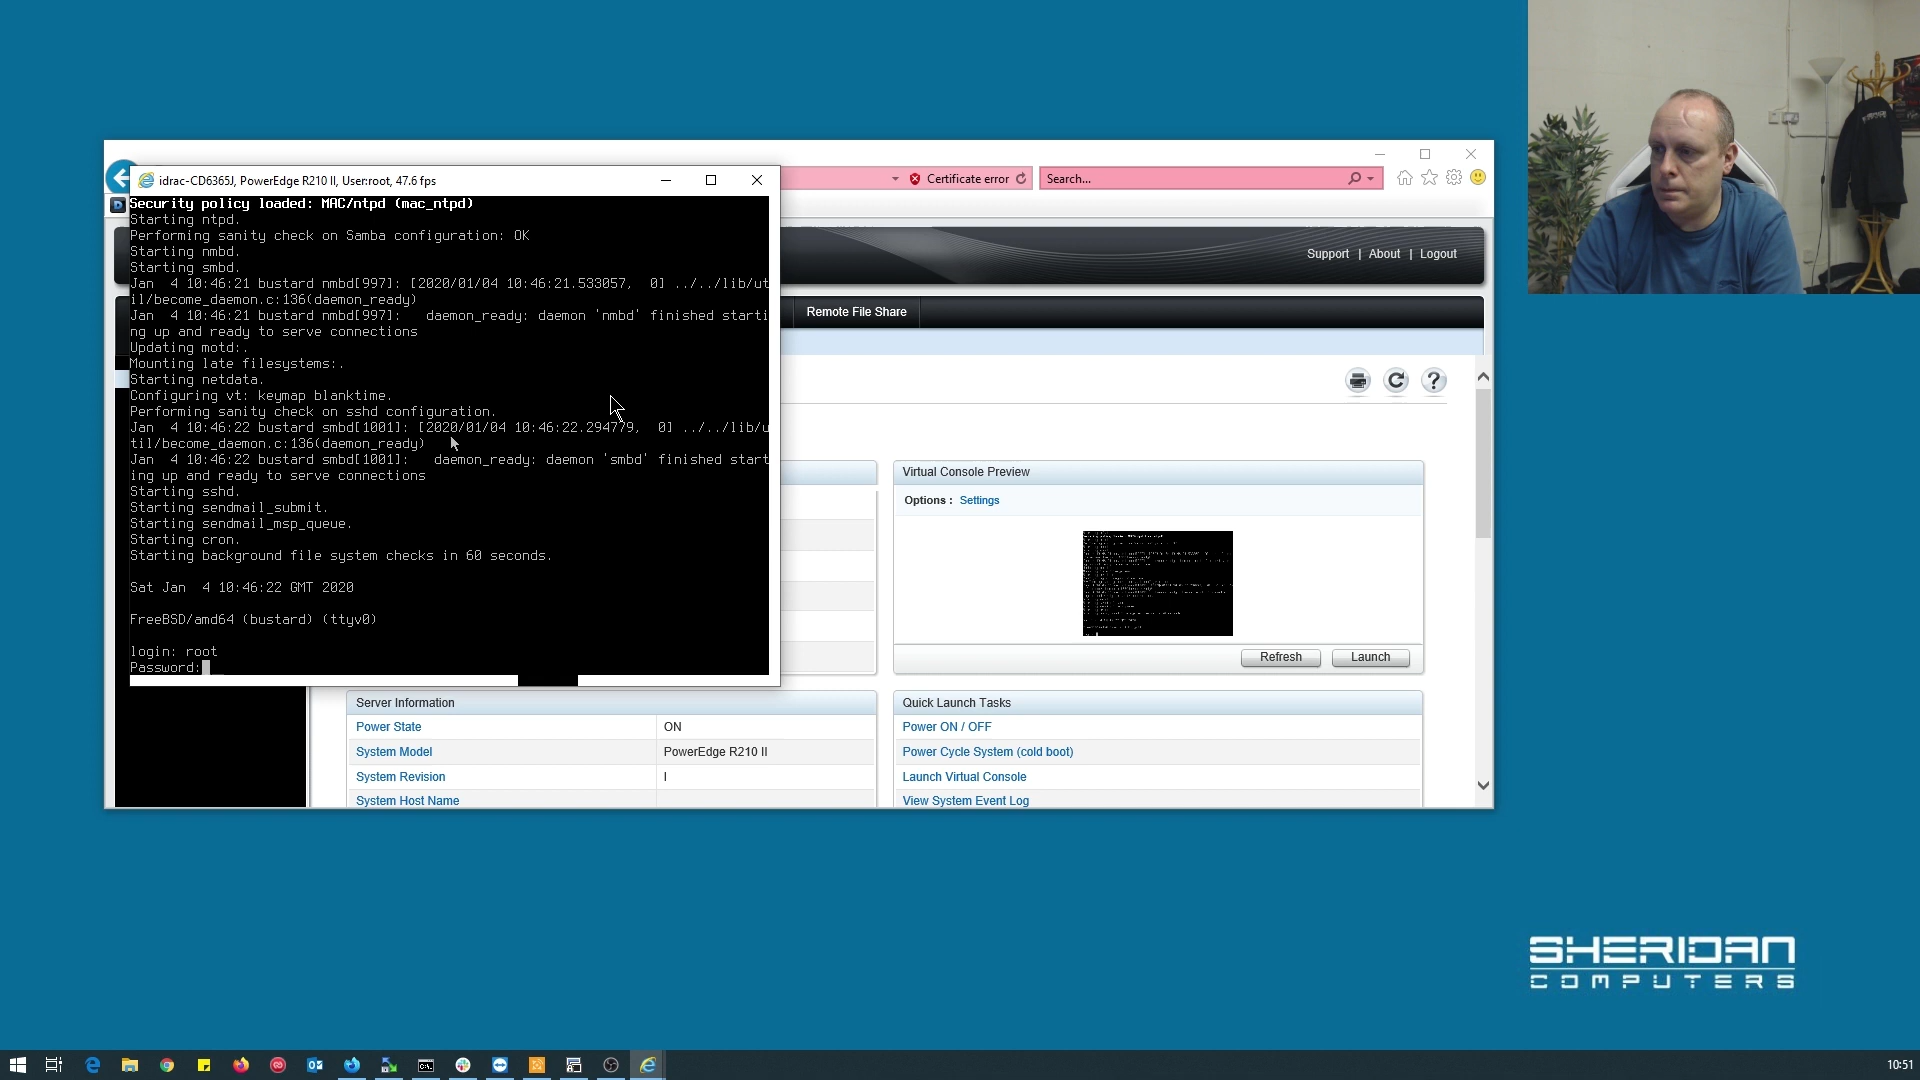 idrac-CD6365J, PowerEdge R210 II, User:root, 47.6 fps
Certificate error
Search...
Security policy loaded: MAC/ntpd (mac_ntpd)
Starting ntpd.
Performing sanity check on Samba configuration: OK
Starting nmbd.
Starting smbd.
Jan  4 10:46:21 bustard nmbd[997]: [2020/01/04 10:46:21.533057,  0] ../../lib/ut
il/become_daemon.c:136(daemon_ready)
Jan  4 10:46:21 bustard nmbd[997]:   daemon_ready: daemon 'nmbd' finished starti
ng up and ready to serve connections
Updating motd:.
Mounting late filesystems:.
Starting netdata.
Configuring vt: keymap blanktime.
Performing sanity check on sshd configuration.
Jan  4 10:46:22 bustard smbd[1001]: [2020/01/04 10:46:22.294779,  0] ../../lib/u
til/become_daemon.c:136(daemon_ready)
Jan  4 10:46:22 bustard smbd[1001]:   daemon_ready: daemon 'smbd' finished start
ing up and ready to serve connections
Starting sshd.
Starting sendmail_submit.
Starting sendmail_msp_queue.
Starting cron.
Starting background file system checks in 60 seconds.
Sat Jan  4 10:46:22 GMT 2020
FreeBSD/amd64 (bustard) (ttyv0)
login: root
Password:
Support | About | Logout
Remote File Share
Virtual Console Preview
Options : Settings
Refresh
Launch
Server Information
Power State ON
System Model PowerEdge R210 II
System Revision I
System Host Name
Quick Launch Tasks
Power ON / OFF
Power Cycle System (cold boot)
Launch Virtual Console
View System Event Log
SHERIDAN
COMPUTERS
10:51